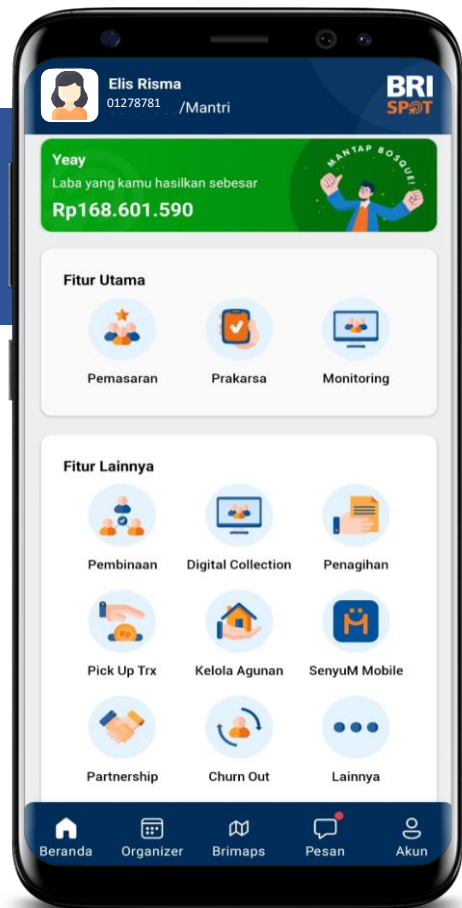 Elis Risma
01278781 /Mantri
BRI
SPOT
Yeay
Laba yang kamu hasilkan sebesar
Rp168.601.590
MANTAP BOSQUE!
Fitur Utama
Pemasaran Prakarsa Monitoring
Fitur Lainnya
Pembinaan Digital Collection Penagihan
Rp
Pick Up Trx Kelola Agunan SenyuM Mobile
Partnership Churn Out Lainnya
Beranda Organizer Brimaps Pesan Akun